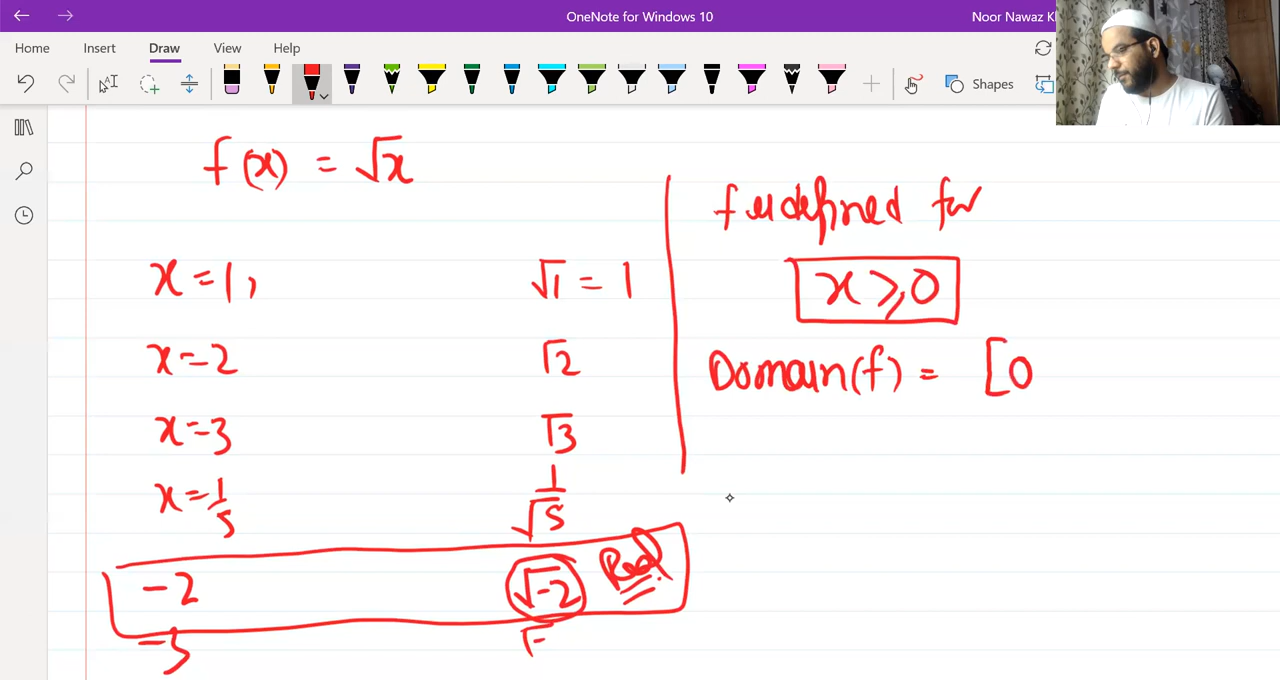 OneNote for Windows 10
Noor Nawaz
Home Insert Draw View Help
Shapes
f(x) = √x
x = 1, √1 = 1
x = 2 √2
x = 3 √3
x = 1/5 1/√5
-2 √-2 Real
-3 √-
f is defined for
x ≥ 0
Domain(f) = [0